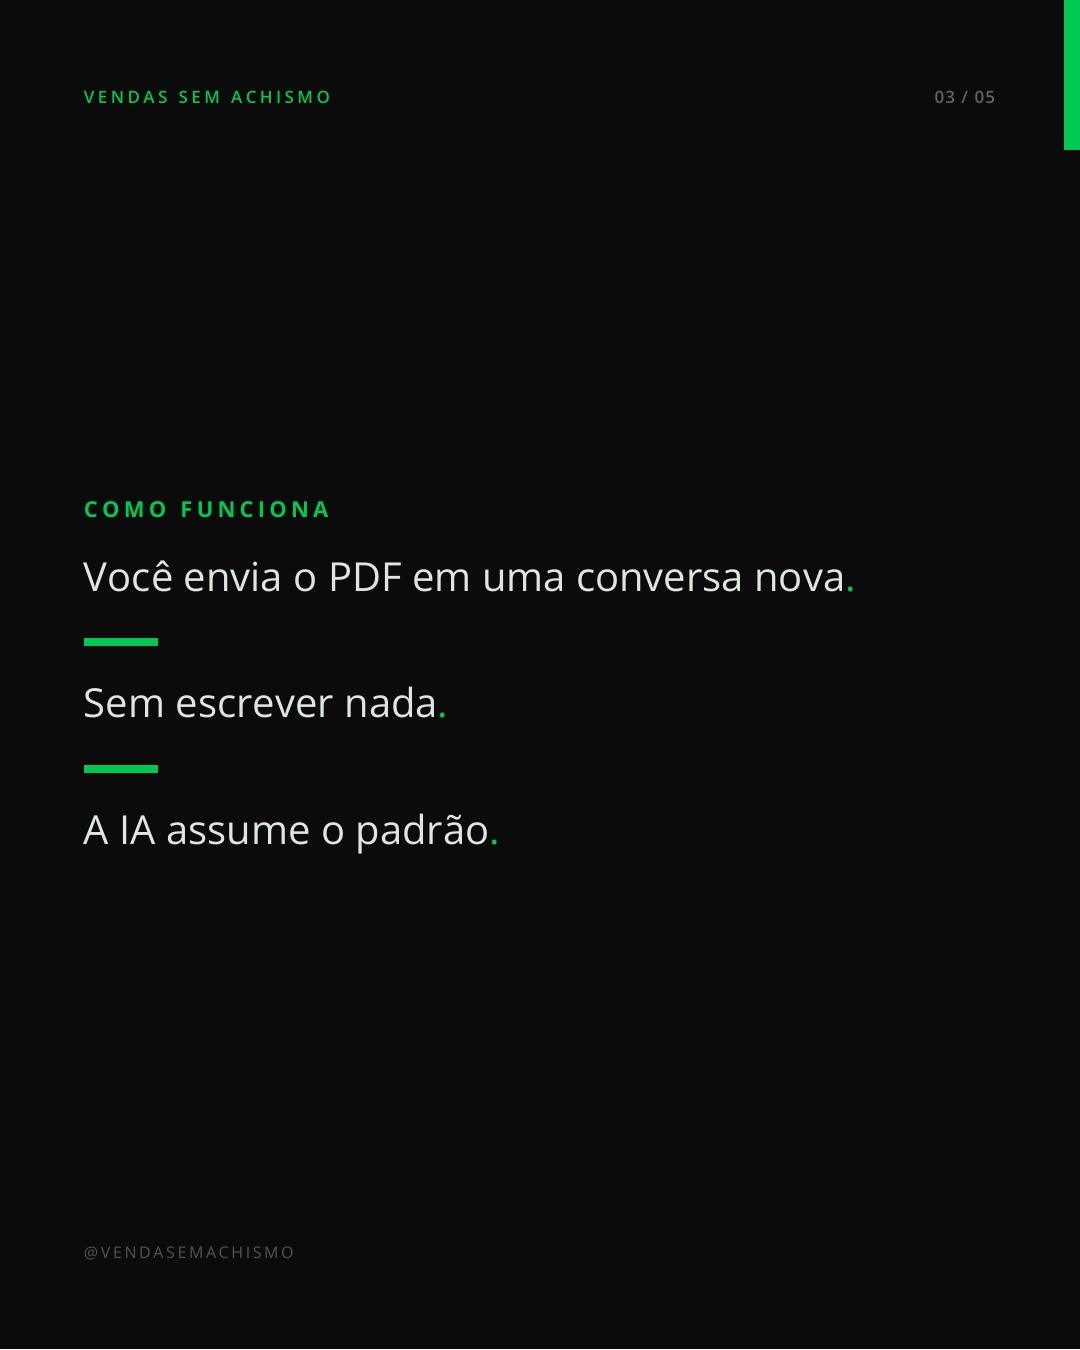 VENDAS SEM ACHISMO
03 / 05
COMO FUNCIONA
Você envia o PDF em uma conversa nova.
Sem escrever nada.
A IA assume o padrão.
@VENDASEMACHISMO